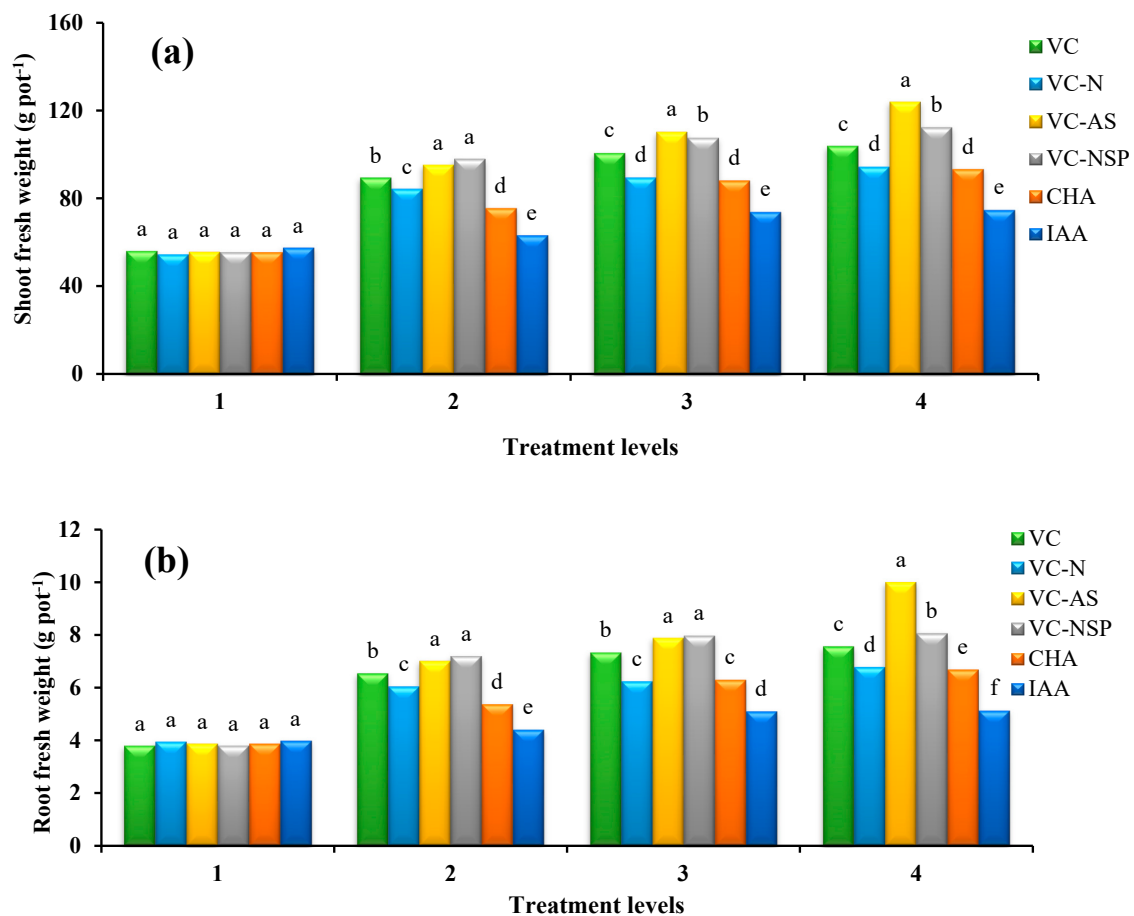 (a)
Shoot fresh weight (g pot⁻¹)
160
120
80
40
0
a a a a a a
b c a a d e
c d a b d e
c d a b d e
1 2 3 4
Treatment levels
VC
VC-N
VC-AS
VC-NSP
CHA
IAA
(b)
Root fresh weight (g pot⁻¹)
12
10
8
6
4
2
0
a a a a a a
b c a a d e
b c a a c d
c d a b e f
1 2 3 4
Treatment levels
VC
VC-N
VC-AS
VC-NSP
CHA
IAA